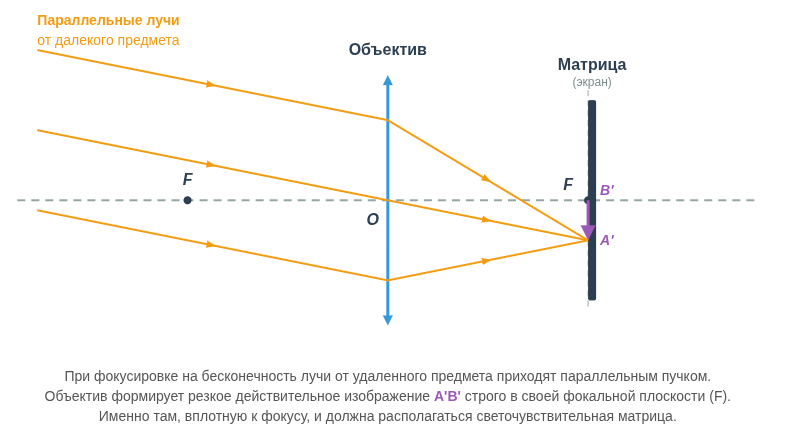 Параллельные лучи
от далекого предмета
Объектив
Матрица
(экран)
F
F
B′
O
A′
При фокусировке на бесконечность лучи от удаленного предмета приходят параллельным пучком.
Объектив формирует резкое действительное изображение A'B' строго в своей фокальной плоскости (F).
Именно там, вплотную к фокусу, и должна располагаться светочувствительная матрица.